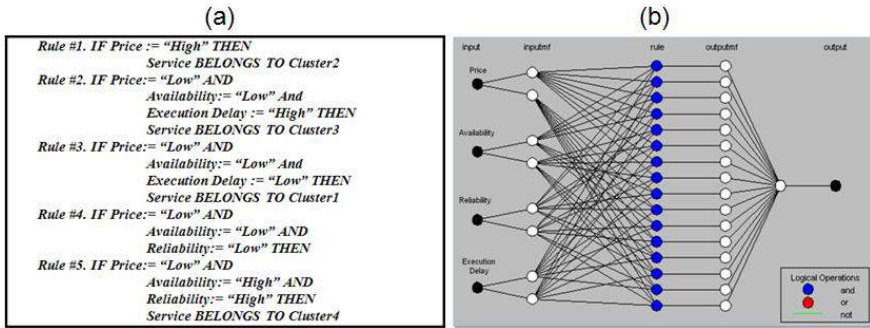 (a)
Rule #1. IF Price := “High” THEN
Service BELONGS TO Cluster2
Rule #2. IF Price:= “Low” AND
Availability:= “Low” And
Execution Delay := “High” THEN
Service BELONGS TO Cluster3
Rule #3. IF Price:= “Low” AND
Availability:= “Low” And
Execution Delay := “Low” THEN
Service BELONGS TO Cluster1
Rule #4. IF Price:= “Low” AND
Availability:= “Low” AND
Reliability:= “Low” THEN
Rule #5. IF Price:= “Low” AND
Availability:= “High” AND
Reliability:= “High” THEN
Service BELONGS TO Cluster4
(b)
input inputmf rule outputmf output
Price
Availability
Reliability
Execution
Delay
Logical Operations
and
or
not